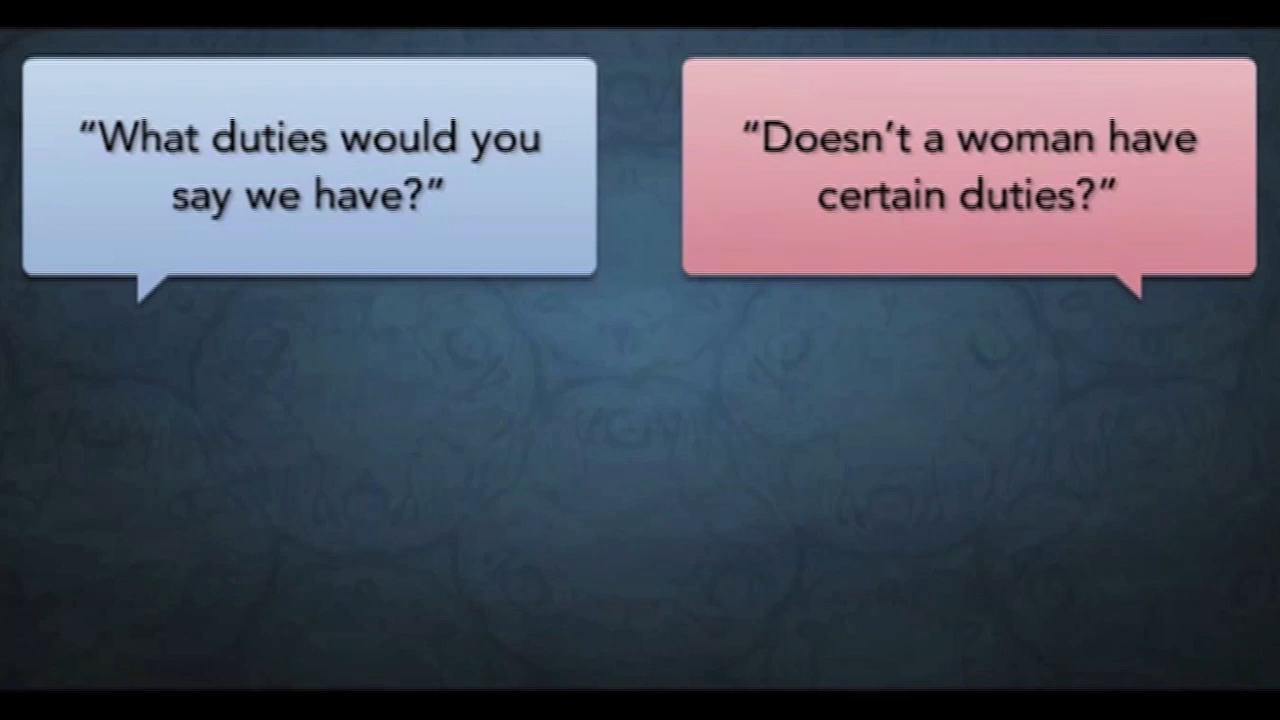 “What duties would you
say we have?”
“Doesn’t a woman have
certain duties?”